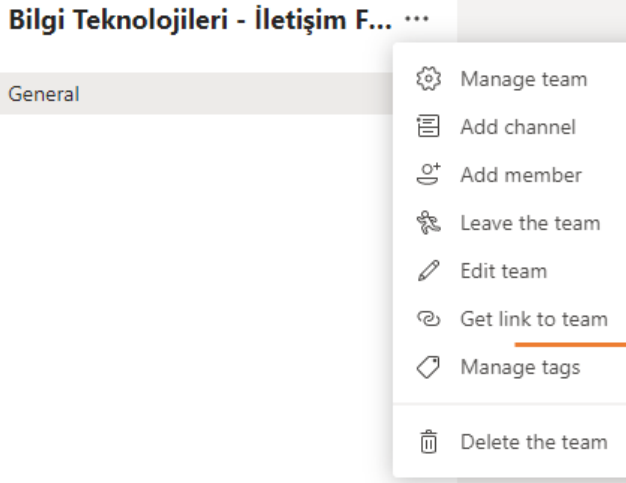 Bilgi Teknolojileri - İletişim F... ...
General
Manage team
Add channel
Add member
Leave the team
Edit team
Get link to team
Manage tags
Delete the team